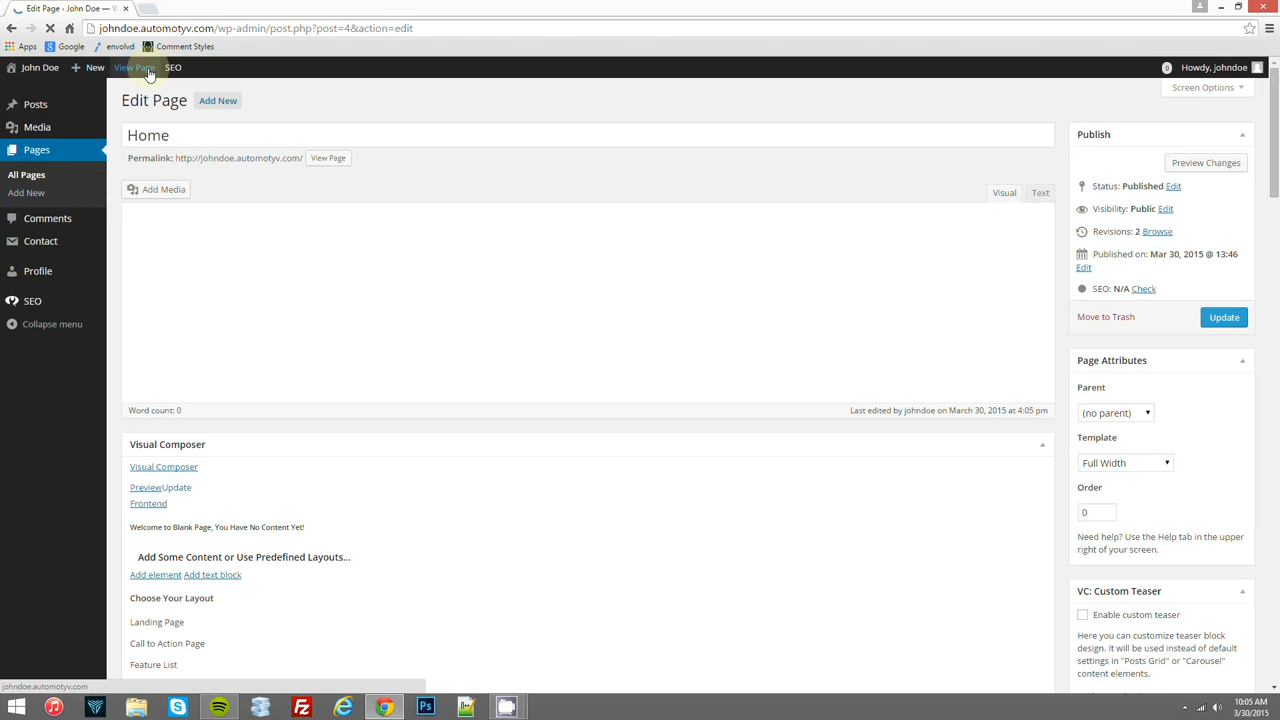 Edit Page ‹ John Doe — W
johndoe.automotyv.com/wp-admin/post.php?post=4&action=edit
Apps Google envolvd Comment Styles
John Doe + New View Page SEO 0 Howdy, johndoe
Screen Options
Edit Page Add New
Posts
Media
Pages
All Pages
Add New
Comments
Contact
Profile
SEO
Collapse menu
Home
Permalink: http://johndoe.automotyv.com/ View Page
Add Media
Visual Text
Word count: 0 Last edited by johndoe on March 30, 2015 at 4:05 pm
Visual Composer
Visual Composer
PreviewUpdate
Frontend
Welcome to Blank Page, You Have No Content Yet!
Add Some Content or Use Predefined Layouts...
Add element Add text block
Choose Your Layout
Landing Page
Call to Action Page
Feature List
Publish
Preview Changes
Status: Published Edit
Visibility: Public Edit
Revisions: 2 Browse
Published on: Mar 30, 2015 @ 13:46
Edit
SEO: N/A Check
Move to Trash Update
Page Attributes
Parent
(no parent)
Template
Full Width
Order
0
Need help? Use the Help tab in the upper
right of your screen.
VC: Custom Teaser
Enable custom teaser
Here you can customize teaser block
design. It will be used instead of default
settings in "Posts Grid" or "Carousel"
content elements.
johndoe.automotyv.com
10:05 AM
3/30/2015